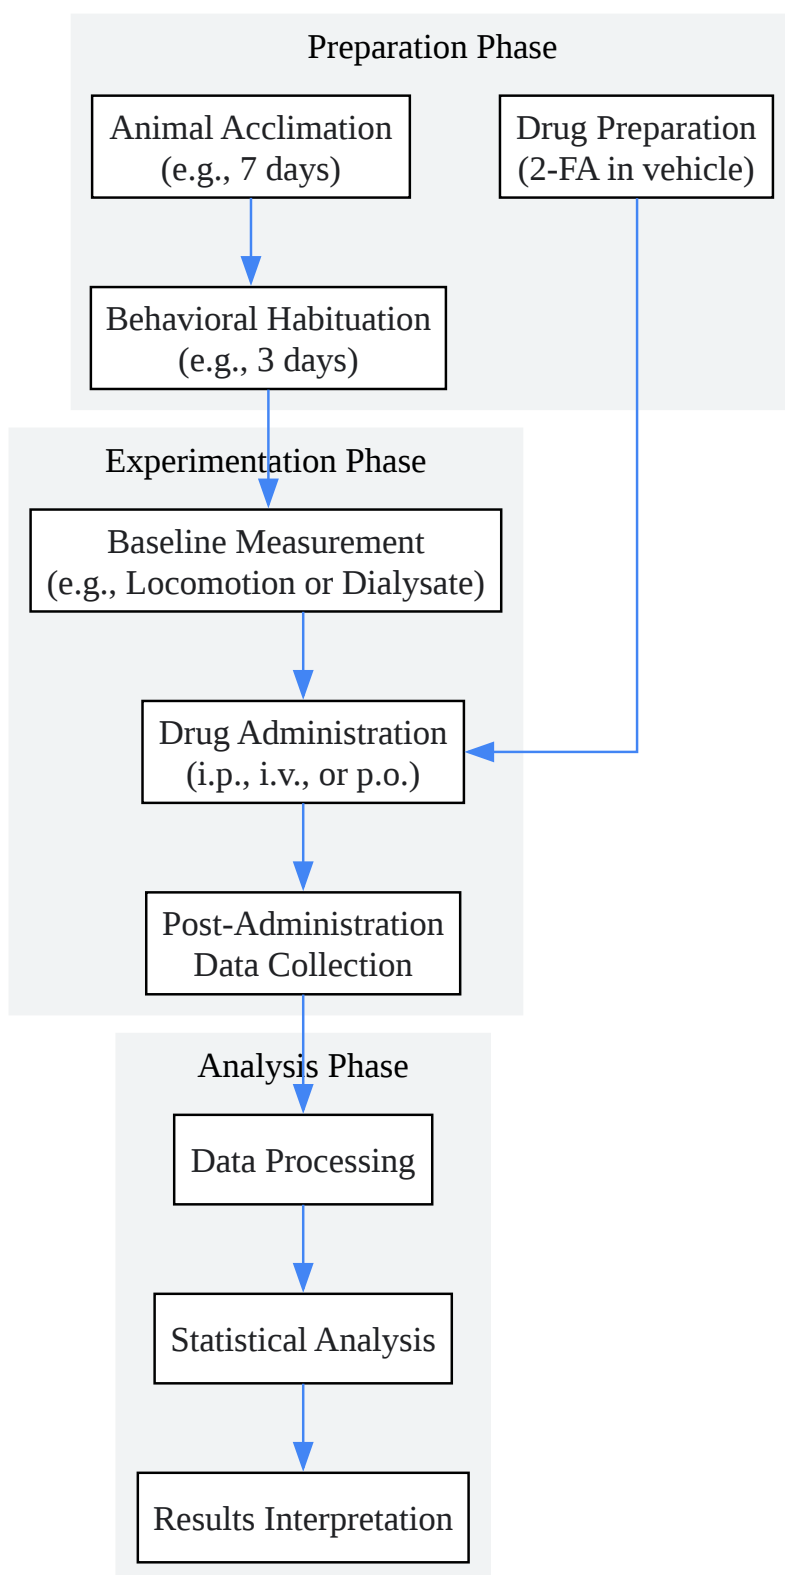 Preparation Phase
Animal Acclimation
(e.g., 7 days)
Drug Preparation
(2-FA in vehicle)
Behavioral Habituation
(e.g., 3 days)
Experimentation Phase
Baseline Measurement
(e.g., Locomotion or Dialysate)
Drug Administration
(i.p., i.v., or p.o.)
Post-Administration
Data Collection
Analysis Phase
Data Processing
Statistical Analysis
Results Interpretation